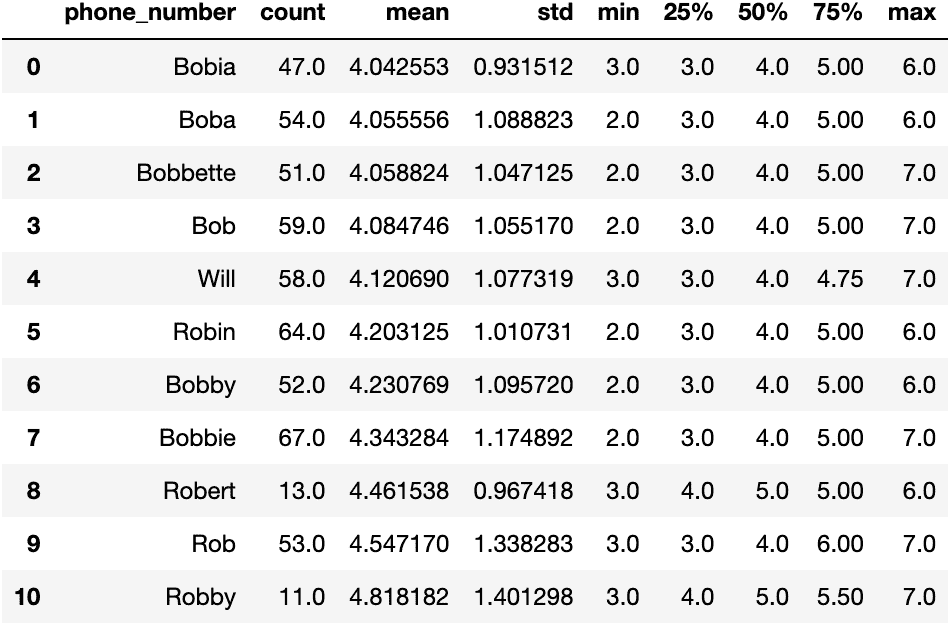 phone_number count mean std min 25% 50% 75% max
0 Bobia 47.0 4.042553 0.931512 3.0 3.0 4.0 5.00 6.0
1 Boba 54.0 4.055556 1.088823 2.0 3.0 4.0 5.00 6.0
2 Bobbette 51.0 4.058824 1.047125 2.0 3.0 4.0 5.00 7.0
3 Bob 59.0 4.084746 1.055170 2.0 3.0 4.0 5.00 7.0
4 Will 58.0 4.120690 1.077319 3.0 3.0 4.0 4.75 7.0
5 Robin 64.0 4.203125 1.010731 2.0 3.0 4.0 5.00 6.0
6 Bobby 52.0 4.230769 1.095720 2.0 3.0 4.0 5.00 6.0
7 Bobbie 67.0 4.343284 1.174892 2.0 3.0 4.0 5.00 7.0
8 Robert 13.0 4.461538 0.967418 3.0 4.0 5.0 5.00 6.0
9 Rob 53.0 4.547170 1.338283 3.0 3.0 4.0 6.00 7.0
10 Robby 11.0 4.818182 1.401298 3.0 4.0 5.0 5.50 7.0